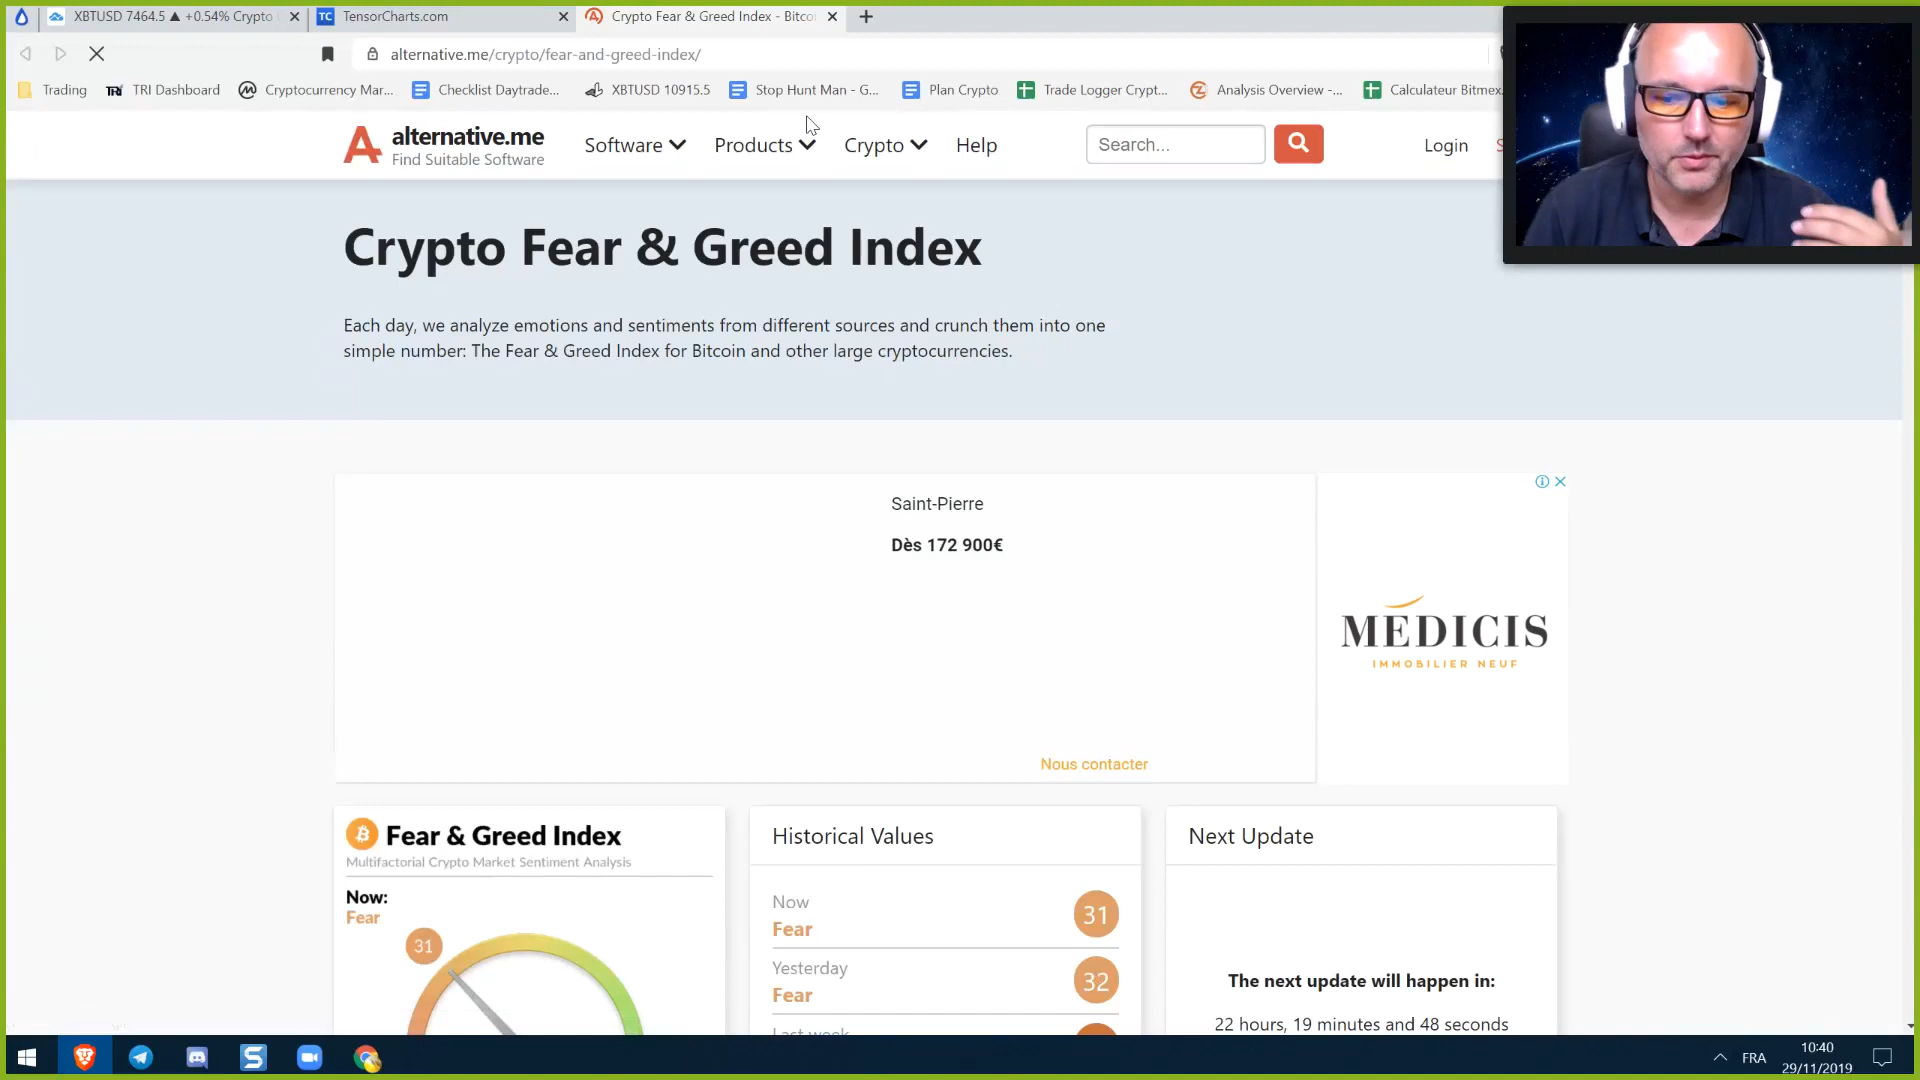 XBTUSD 7464.5 ▲ +0.54% Crypto
TC TensorCharts.com
Crypto Fear & Greed Index - Bitco
alternative.me/crypto/fear-and-greed-index/
Trading
TRI Dashboard
Cryptocurrency Mar...
Checklist Daytrade...
XBTUSD 10915.5
Stop Hunt Man - G...
Plan Crypto
Trade Logger Crypt...
Analysis Overview -...
Calculateur Bitmex
alternative.me
Find Suitable Software
Software
Products
Crypto
Help
Search...
Login
Crypto Fear & Greed Index
Each day, we analyze emotions and sentiments from different sources and crunch them into one
simple number: The Fear & Greed Index for Bitcoin and other large cryptocurrencies.
Saint-Pierre
Dès 172 900€
Nous contacter
MEDICIS
IMMOBILIER NEUF
Fear & Greed Index
Multifactorial Crypto Market Sentiment Analysis
Now:
Fear
31
Historical Values
Now
Fear
31
Yesterday
Fear
32
Last week
Next Update
The next update will happen in:
22 hours, 19 minutes and 48 seconds
FRA
10:40
29/11/2019